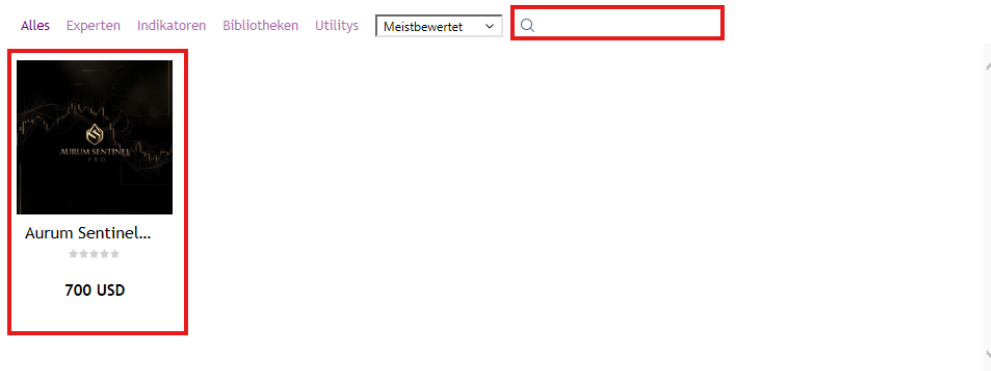 Alles Experten Indikatoren Bibliotheken Utilitys Meistbewertet
AURUM SENTINEL
PRO
Aurum Sentinel...
700 USD